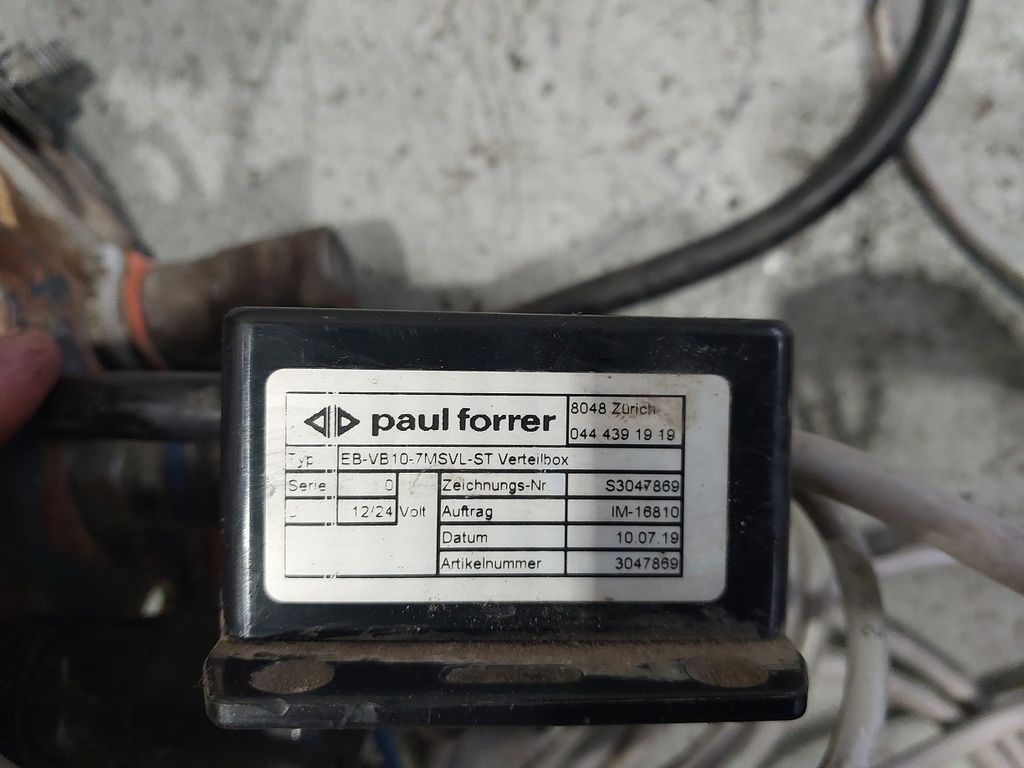 paul forrer
8048 Zürich
044 439 19 19
Typ EB-VB10-7MSVL-ST Verteilbox
Serie 0 Zeichnungs-Nr. S3047869
12/24 Volt Auftrag IM-16810
Datum 10.07.19
Artikelnummer 3047869